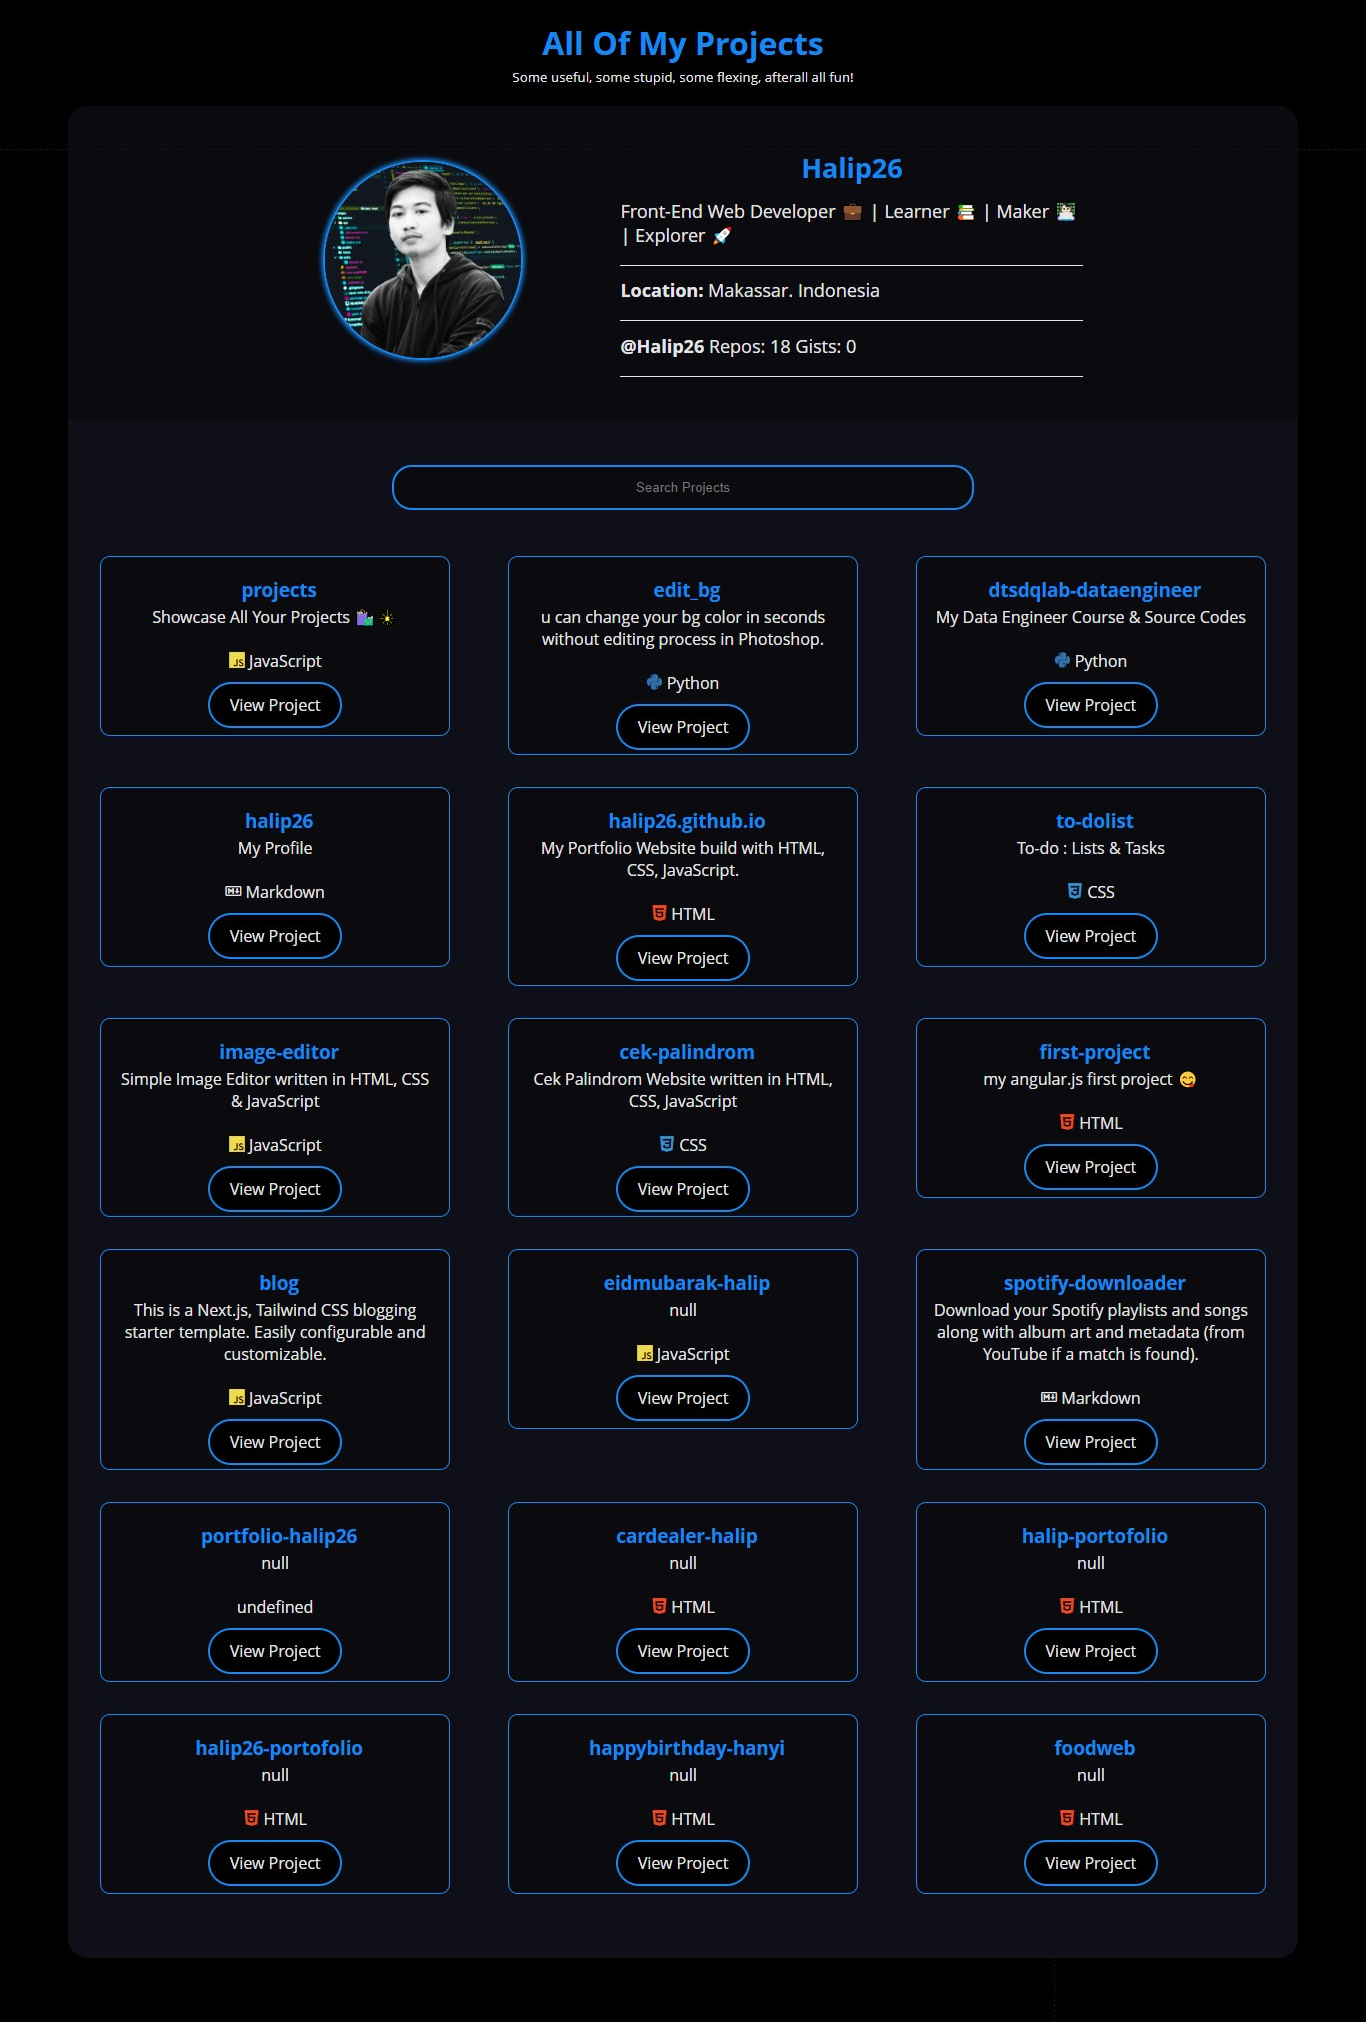 All Of My Projects
Some useful, some stupid, some flexing, afterall all fun!
Halip26
Front-End Web Developer 💼 | Learner 📚 | Maker 👨🏻‍💻
| Explorer 🚀
Location: Makassar. Indonesia
@Halip26 Repos: 18 Gists: 0
Search Projects
projects
Showcase All Your Projects 🛍️ ☀️
JavaScript
View Project
edit_bg
u can change your bg color in seconds
without editing process in Photoshop.
Python
View Project
dtsdqlab-dataengineer
My Data Engineer Course & Source Codes
Python
View Project
halip26
My Profile
Markdown
View Project
halip26.github.io
My Portfolio Website build with HTML,
CSS, JavaScript.
HTML
View Project
to-dolist
To-do : Lists & Tasks
CSS
View Project
image-editor
Simple Image Editor written in HTML, CSS
& JavaScript
JavaScript
View Project
cek-palindrom
Cek Palindrom Website written in HTML,
CSS, JavaScript
CSS
View Project
first-project
my angular.js first project 😋
HTML
View Project
blog
This is a Next.js, Tailwind CSS blogging
starter template. Easily configurable and
customizable.
JavaScript
View Project
eidmubarak-halip
null
JavaScript
View Project
spotify-downloader
Download your Spotify playlists and songs
along with album art and metadata (from
YouTube if a match is found).
Markdown
View Project
portfolio-halip26
null
undefined
View Project
cardealer-halip
null
HTML
View Project
halip-portofolio
null
HTML
View Project
halip26-portofolio
null
HTML
View Project
happybirthday-hanyi
null
HTML
View Project
foodweb
null
HTML
View Project